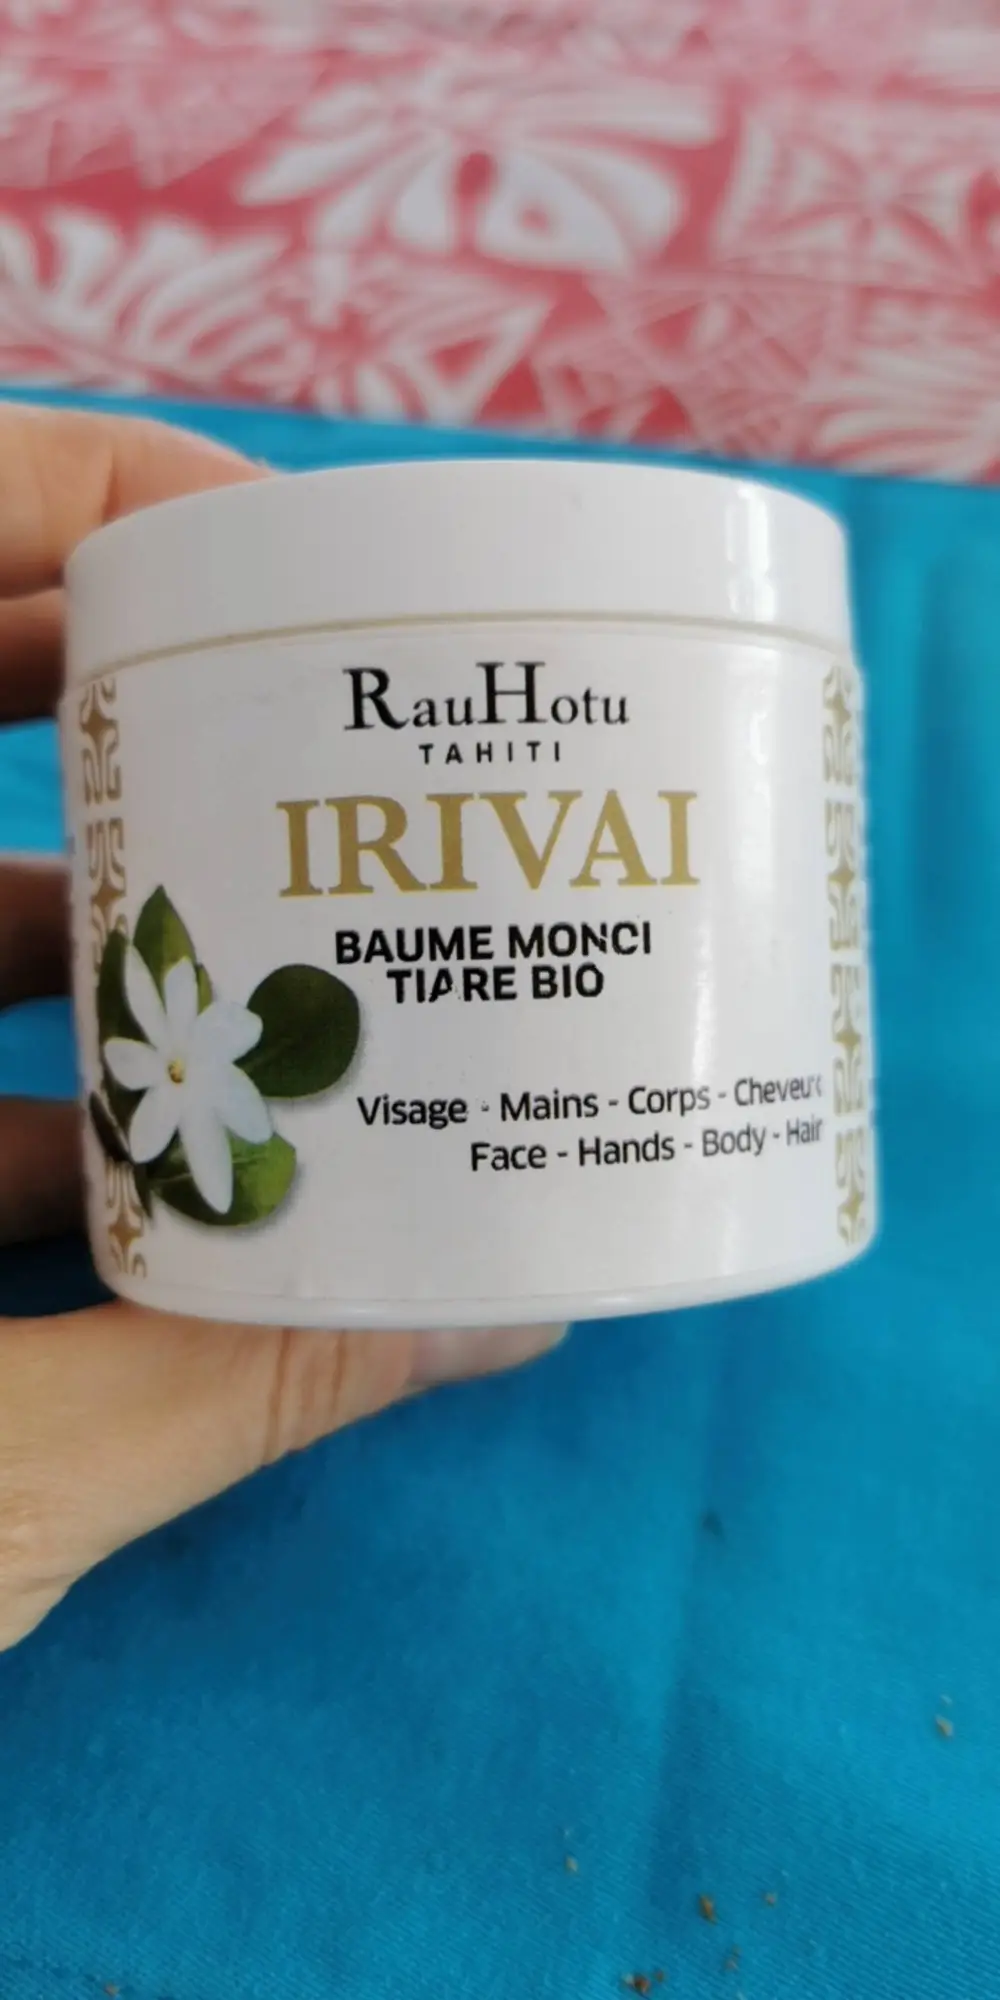 RauHotu
TAHITI
IRIVAI
BAUME MONOI
TIARE BIO
Visage - Mains - Corps - Cheveux
Face - Hands - Body - Hair